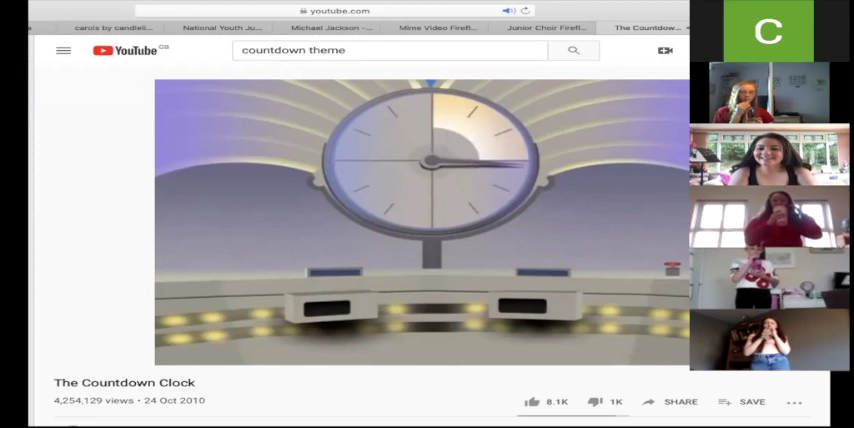 youtube.com
s
carols by candleli...
National Youth Ju...
Michael Jackson -...
Mime Video Firefl...
Junior Choir Firefl...
The Countdow...
YouTube GB
countdown theme
C
The Countdown Clock
4,254,129 views • 24 Oct 2010
8.1K
1K
SHARE
SAVE